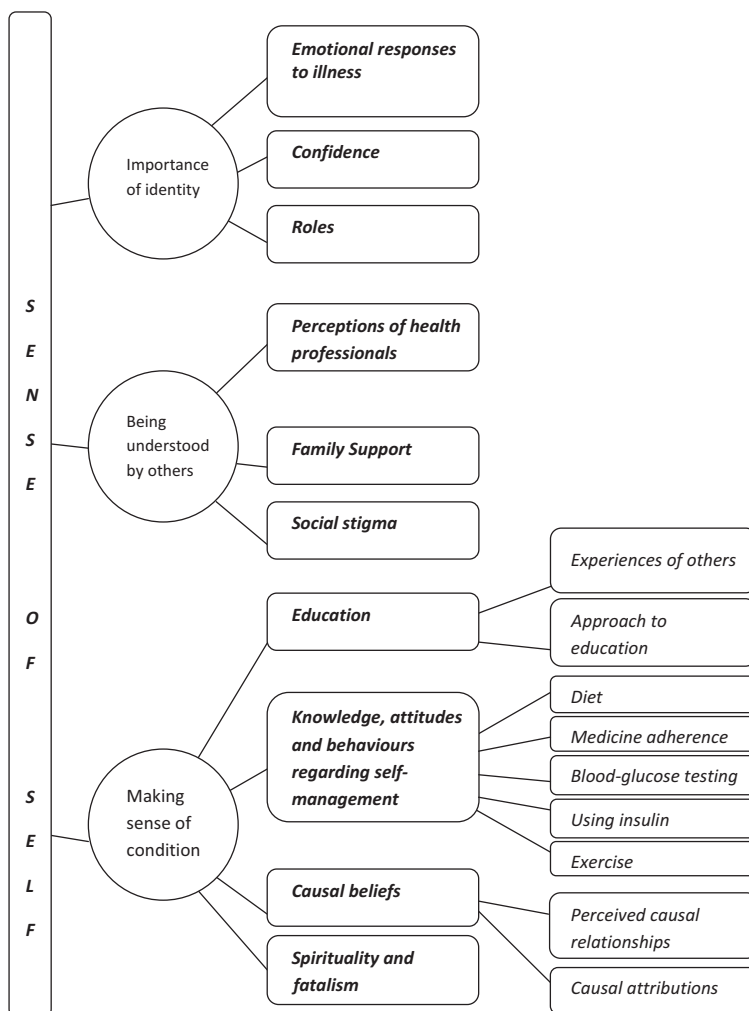 SENSE OF SELF
Importance
of identity
Emotional responses
to illness
Confidence
Roles
Being
understood
by others
Perceptions of health
professionals
Family Support
Social stigma
Making
sense of
condition
Education
Experiences of others
Approach to
education
Knowledge, attitudes
and behaviours
regarding self-
management
Diet
Medicine adherence
Blood-glucose testing
Using insulin
Exercise
Causal beliefs
Perceived causal
relationships
Causal attributions
Spirituality and
fatalism